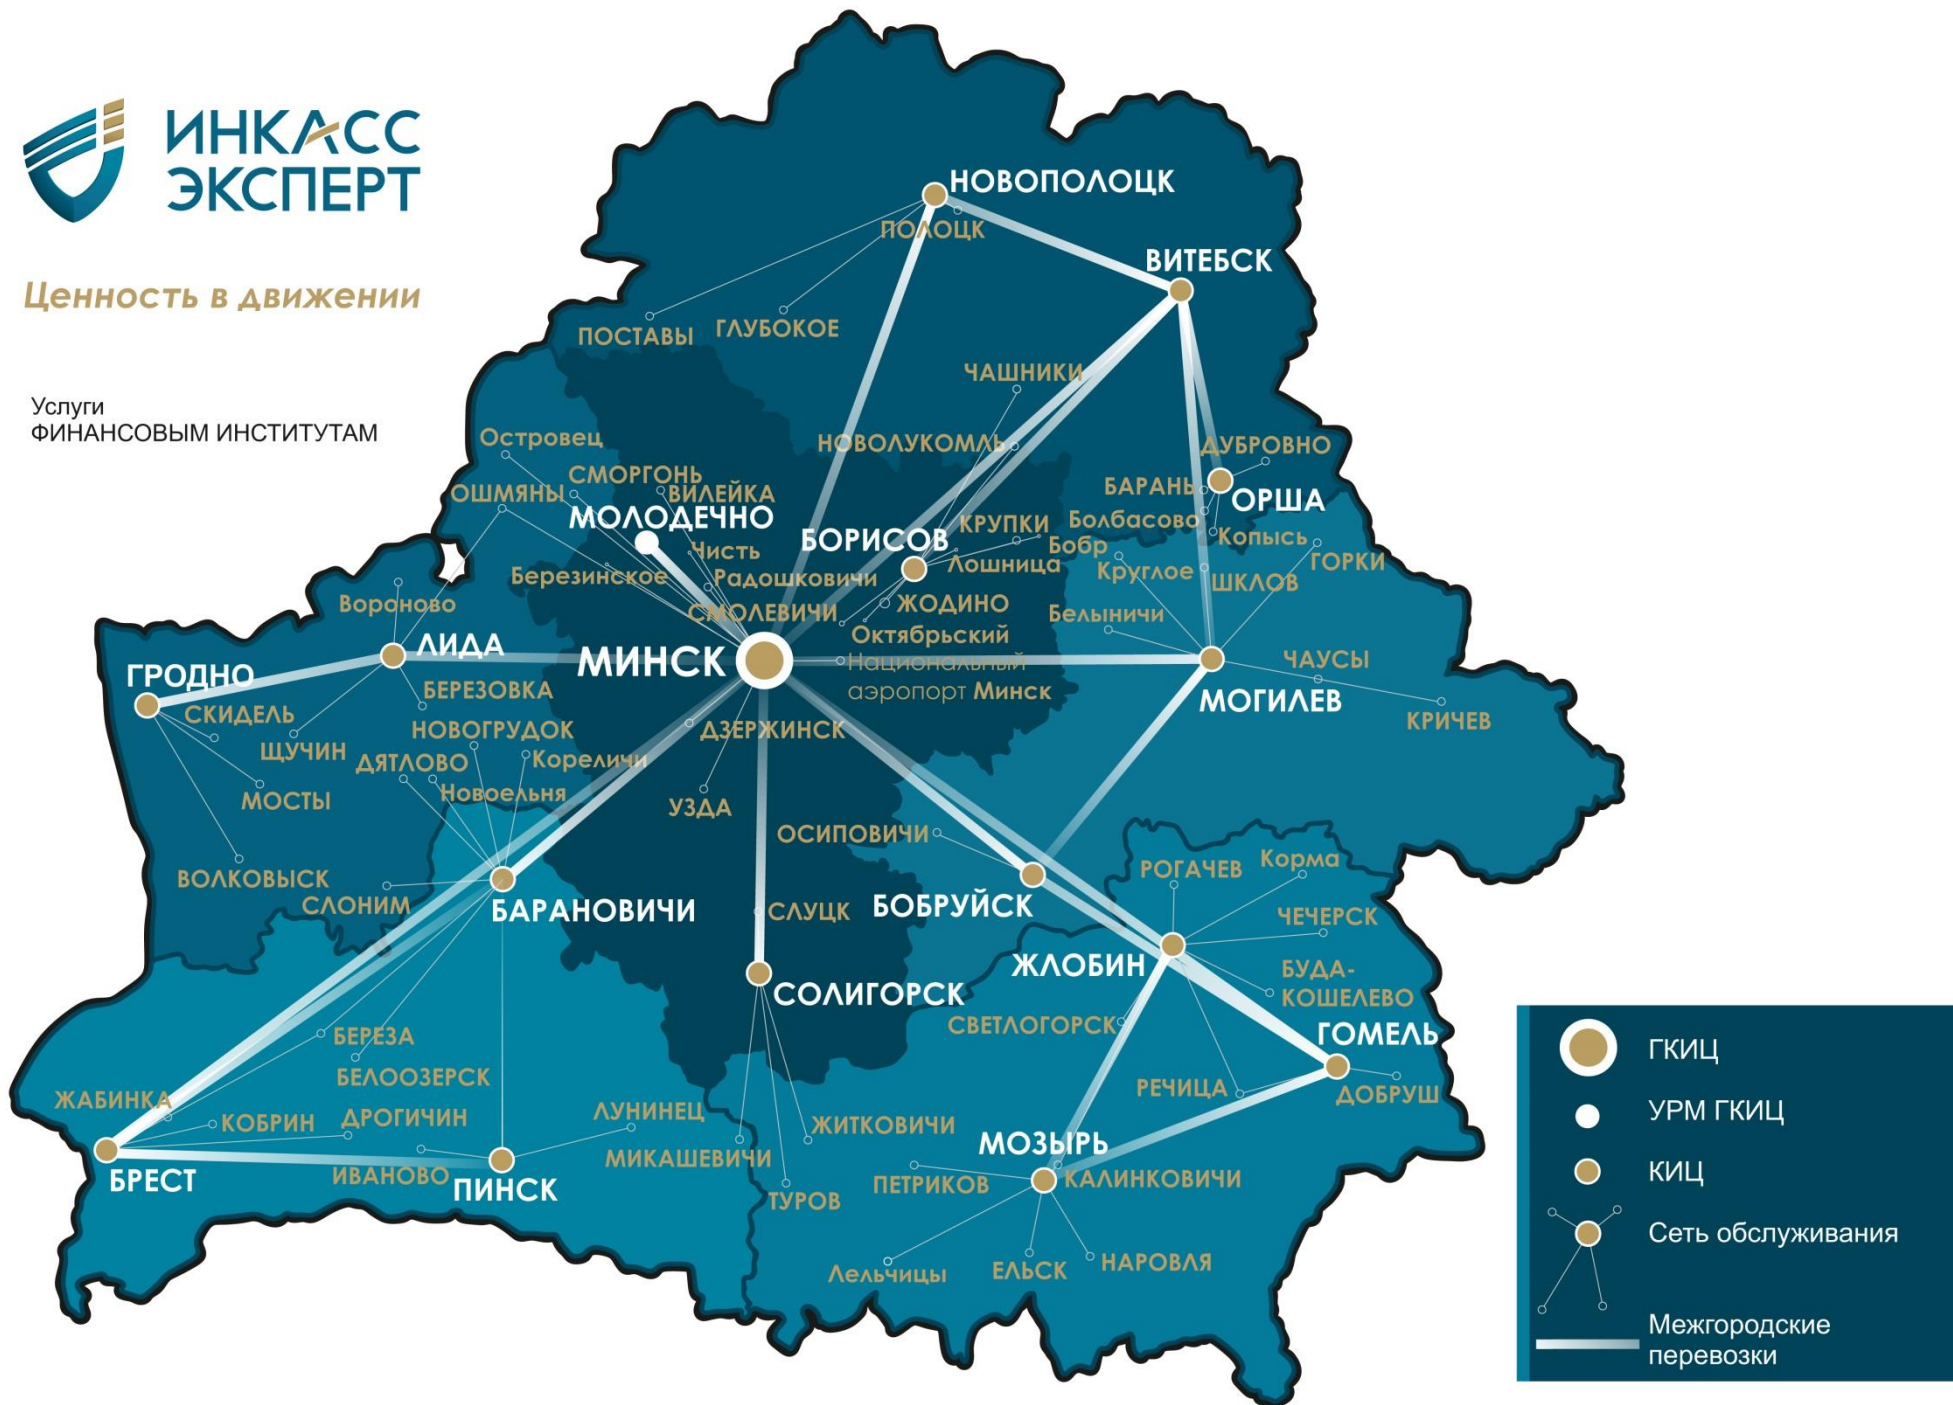 ИНКАСС
ЭКСПЕРТ
Ценность в движении
Услуги
ФИНАНСОВЫМ ИНСТИТУТАМ
НОВОПОЛОЦК
ПОЛОЦК
ВИТЕБСК
ПОСТАВЫ
ГЛУБОКОЕ
ЧАШНИКИ
Островец
НОВОЛУКОМЛЬ
ДУБРОВНО
СМОРГОНЬ
ОШМЯНЫ
ВИЛЕЙКА
БАРАНЬ
ОРША
МОЛОДЕЧНО
БОРИСОВ
КРУПКИ
Болбасово
Копысь
Чисть
Бобр
Лошница
ГОРКИ
Березинское
Радошковичи
Круглое
ШКЛОВ
Вороново
СМОЛЕВИЧИ
ЖОДИНО
Белыничи
Октябрьский
ЛИДА
МИНСК
Национальный
аэропорт Минск
ЧАУСЫ
ГРОДНО
БЕРЕЗОВКА
МОГИЛЕВ
СКИДЕЛЬ
КРИЧЕВ
НОВОГРУДОК
ДЗЕРЖИНСК
ЩУЧИН
ДЯТЛОВО
Кореличи
Новоельня
МОСТЫ
УЗДА
ОСИПОВИЧИ
РОГАЧЕВ
Корма
ВОЛКОВЫСК
СЛОНИМ
БАРАНОВИЧИ
СЛУЦК
БОБРУЙСК
ЧЕЧЕРСК
ЖЛОБИН
БУДА-
КОШЕЛЕВО
СОЛИГОРСК
СВЕТЛОГОРСК
ГОМЕЛЬ
БЕРЕЗА
БЕЛООЗЕРСК
РЕЧИЦА
ДОБРУШ
ЖАБИНКА
КОБРИН
ДРОГИЧИН
ЛУНИНЕЦ
ЖИТКОВИЧИ
МОЗЫРЬ
МИКАШЕВИЧИ
БРЕСТ
ИВАНОВО
ПИНСК
ТУРОВ
ПЕТРИКОВ
КАЛИНКОВИЧИ
Лельчицы
ЕЛЬСК
НАРОВЛЯ
ГКИЦ
УРМ ГКИЦ
КИЦ
Сеть обслуживания
Межгородские
перевозки